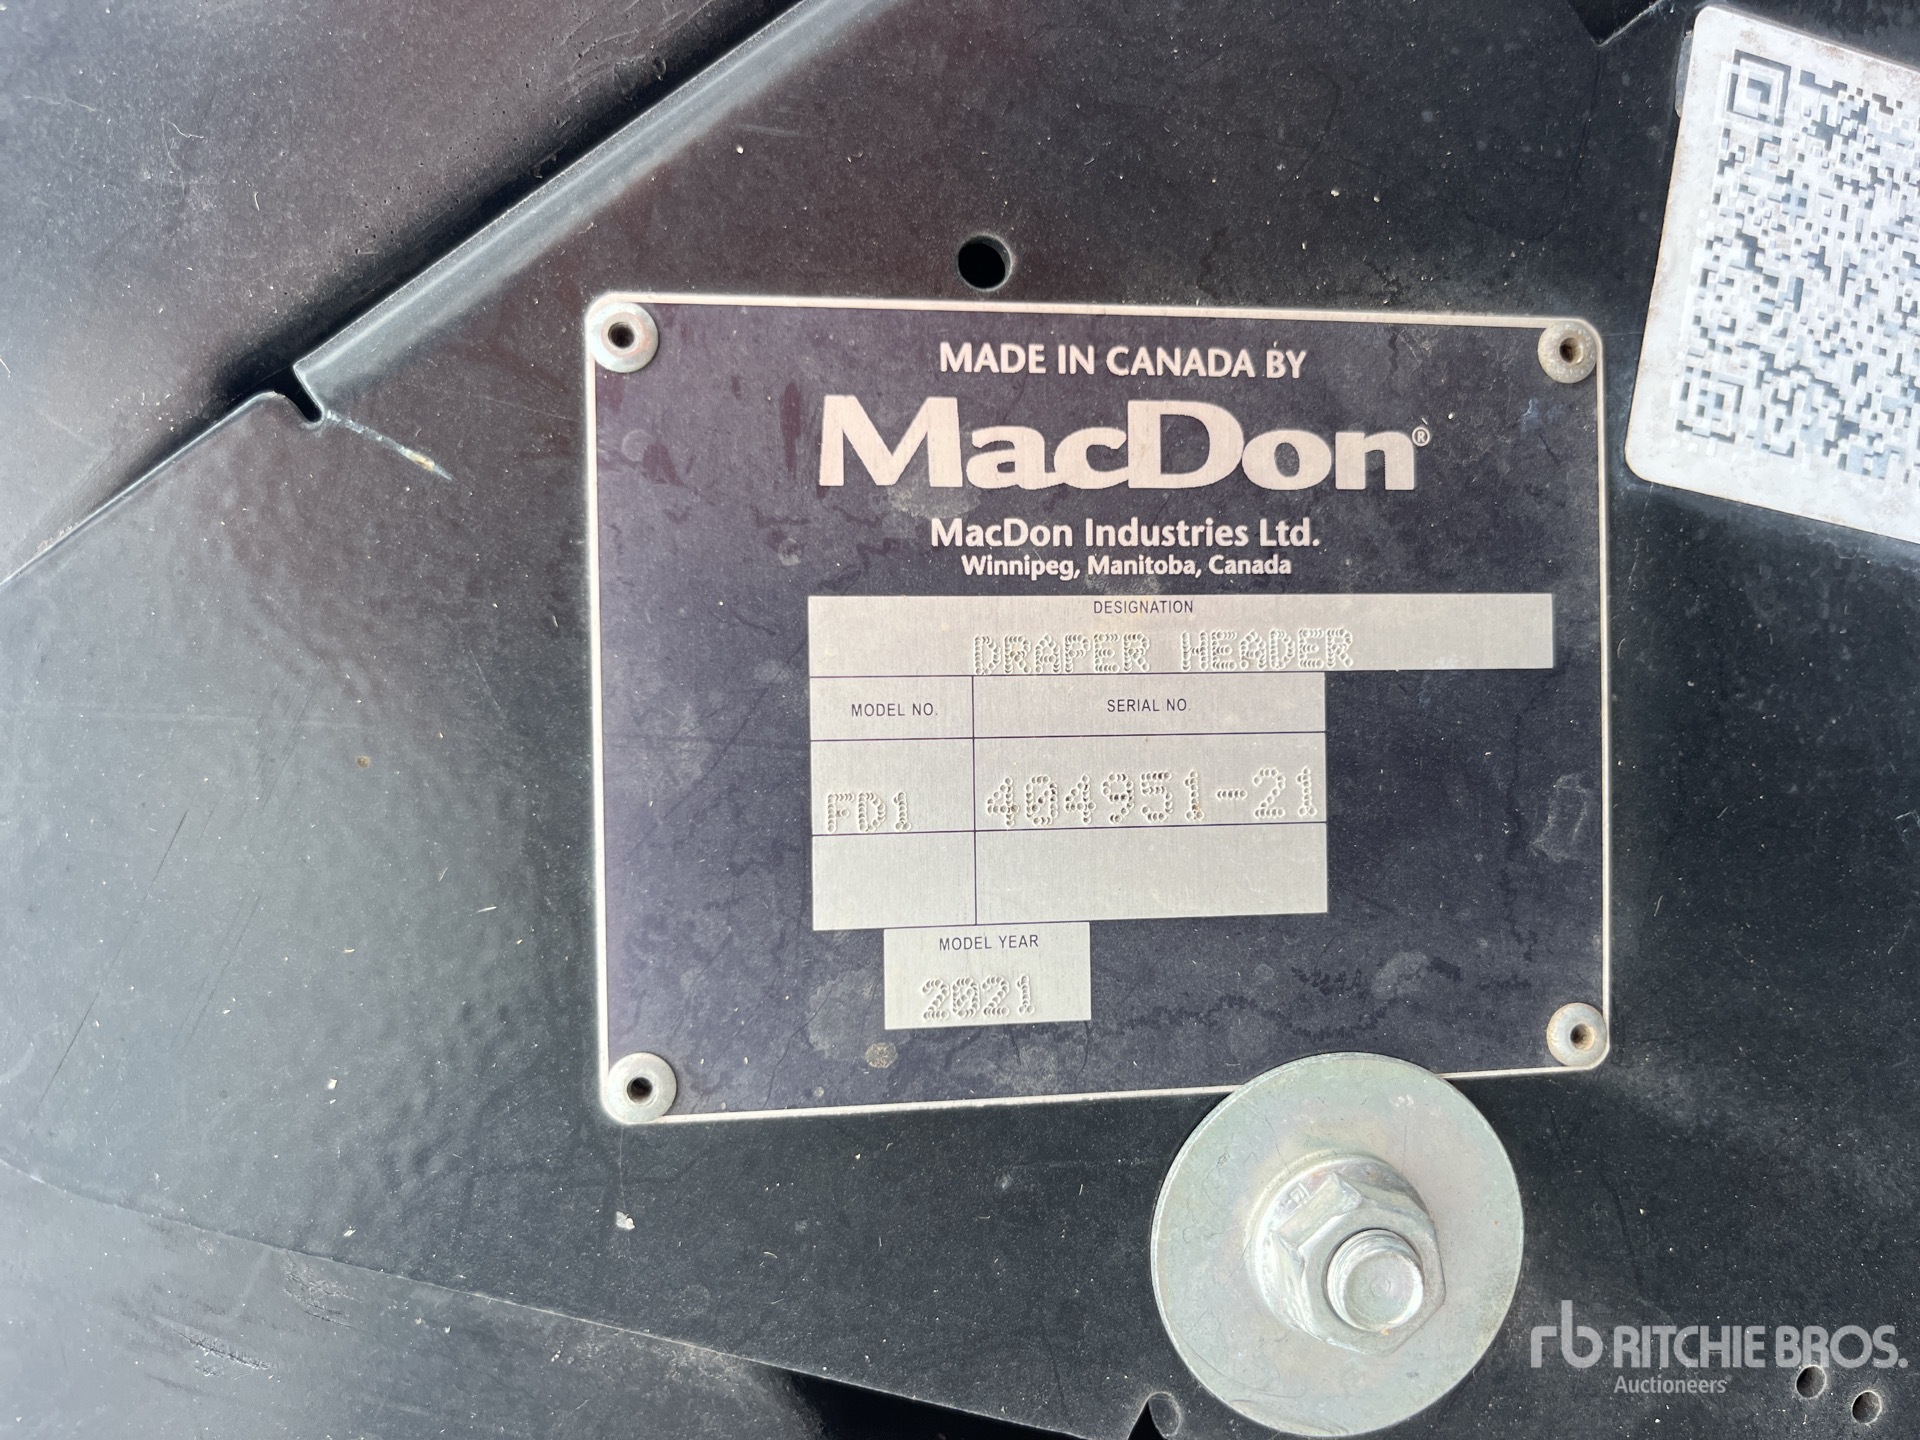 MADE IN CANADA BY
MacDon®
MacDon Industries Ltd.
Winnipeg, Manitoba, Canada
DESIGNATION
DRAPER HEADER
MODEL NO. SERIAL NO.
FD1 404951-21
MODEL YEAR
2021
rb RITCHIE BROS.
Auctioneers